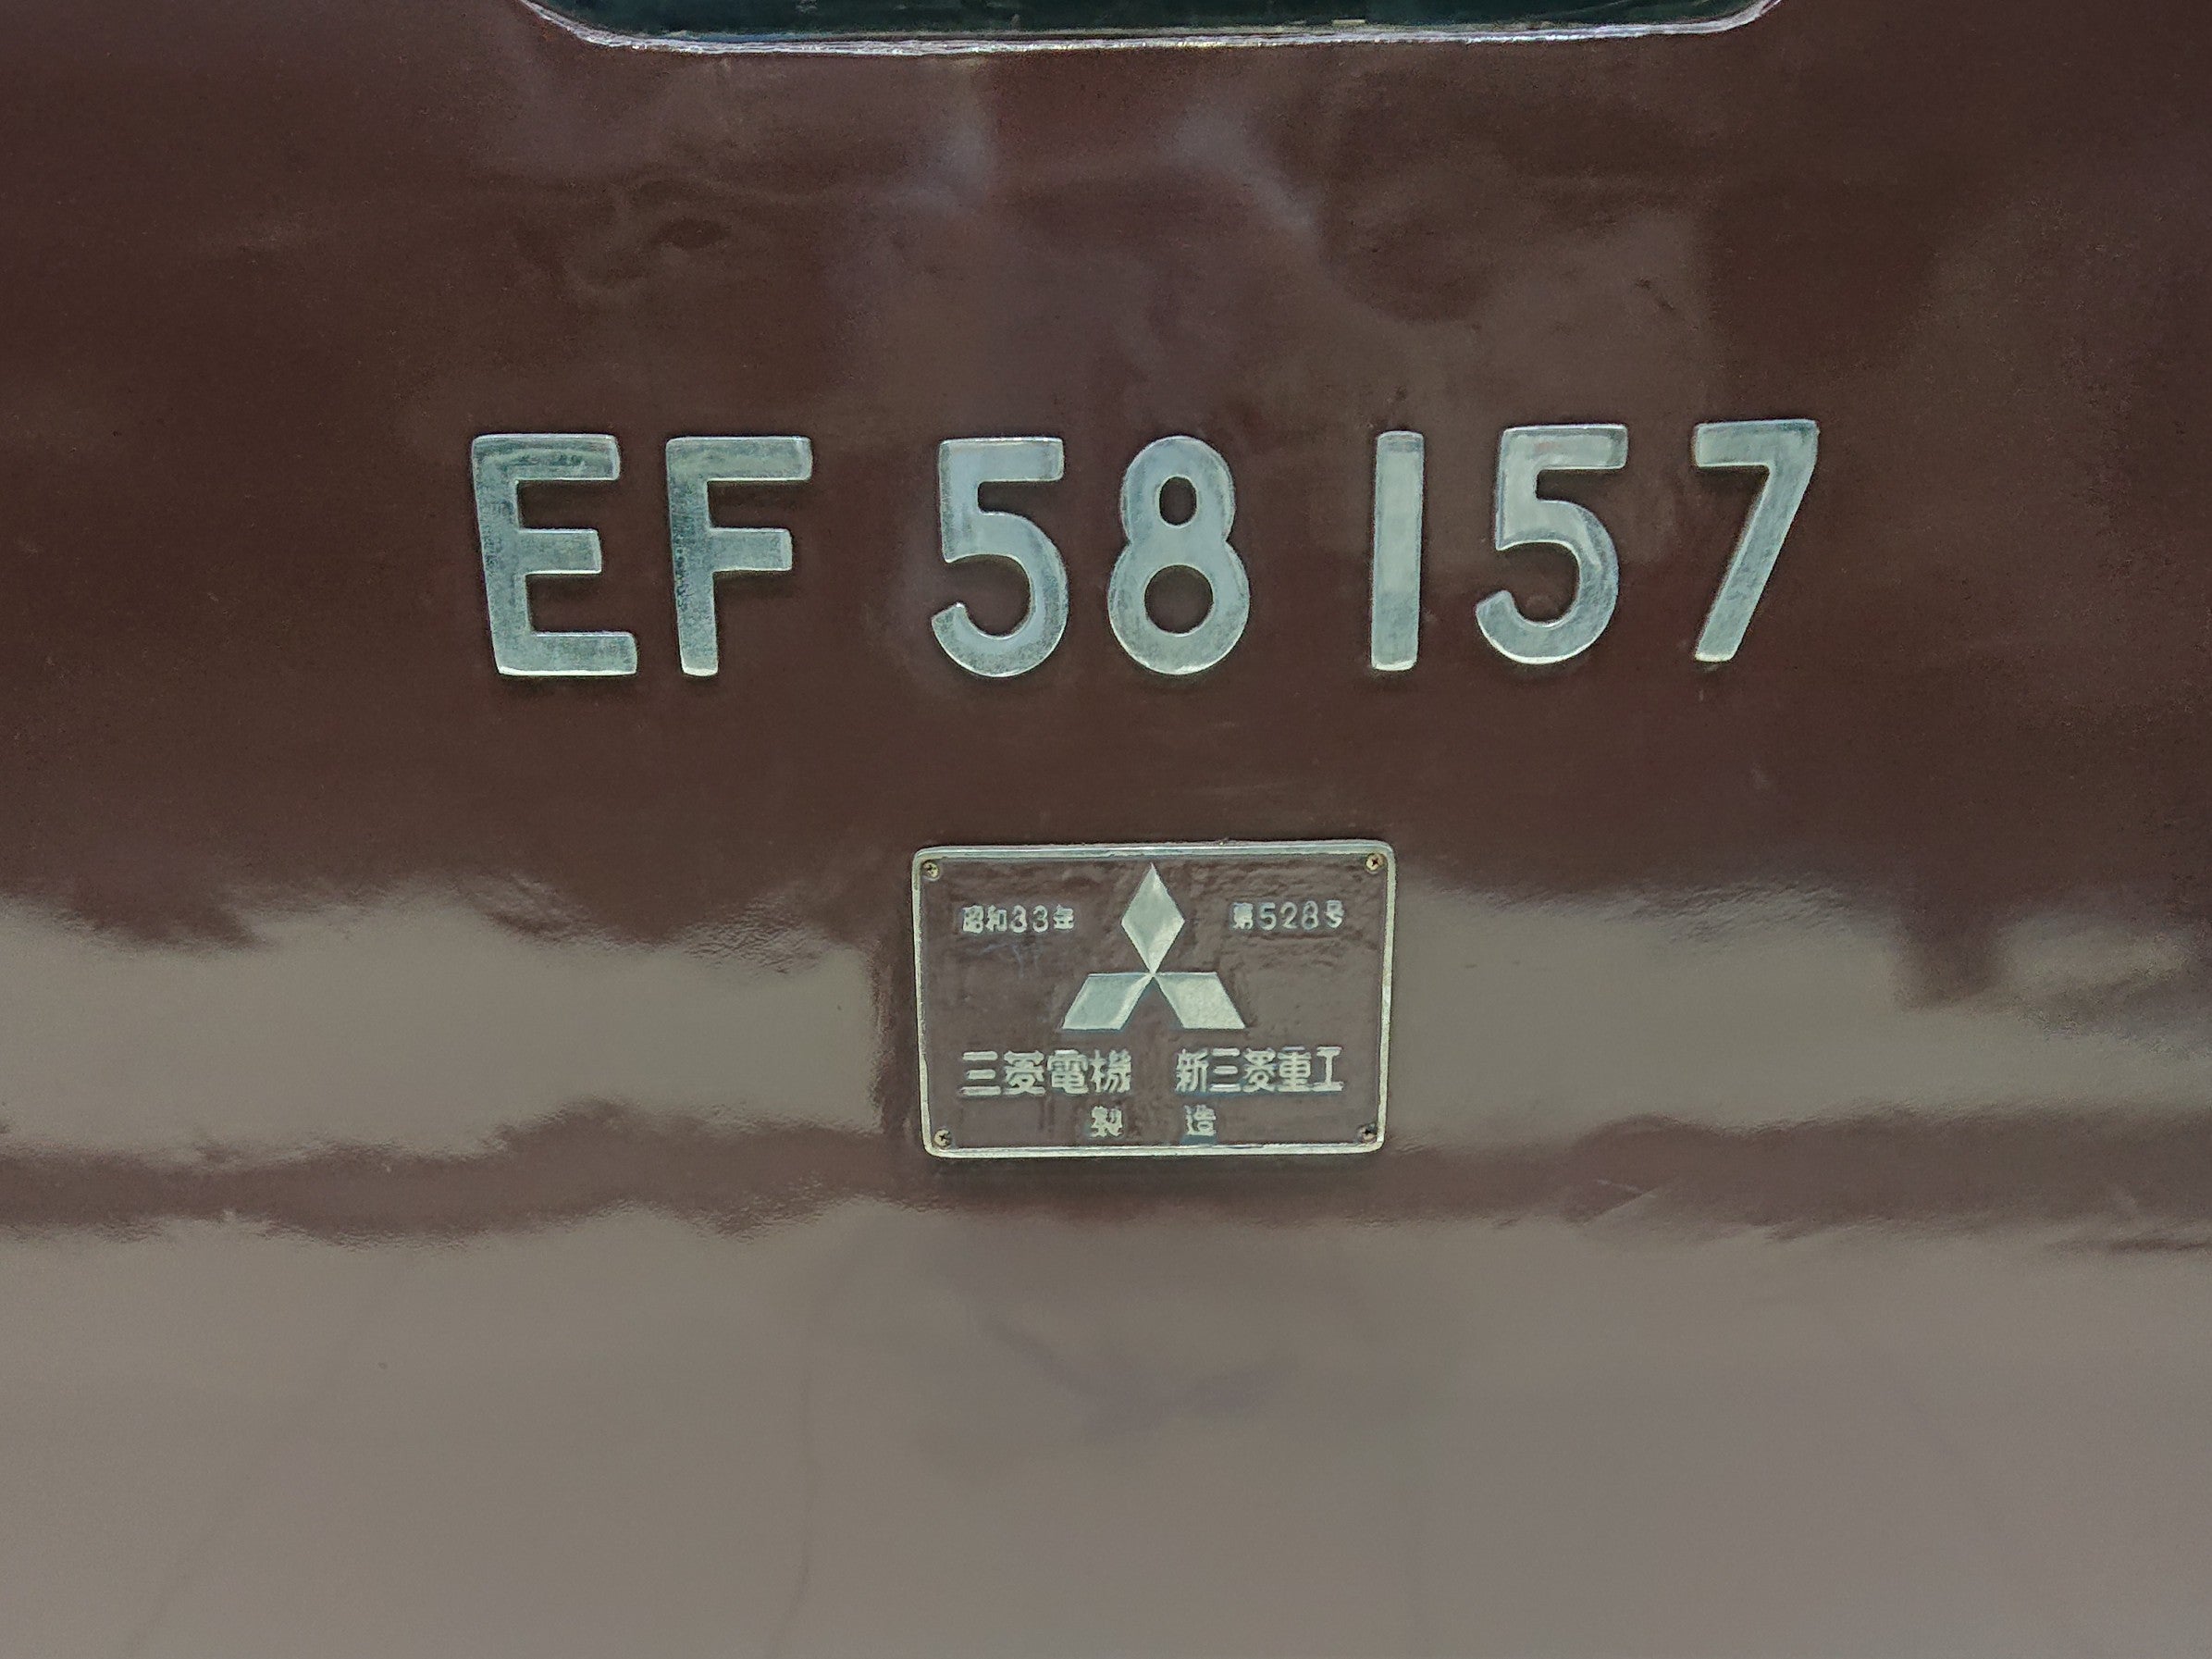 EF 58 157
昭和33年 第528号
三菱電機 新三菱重工
製 造